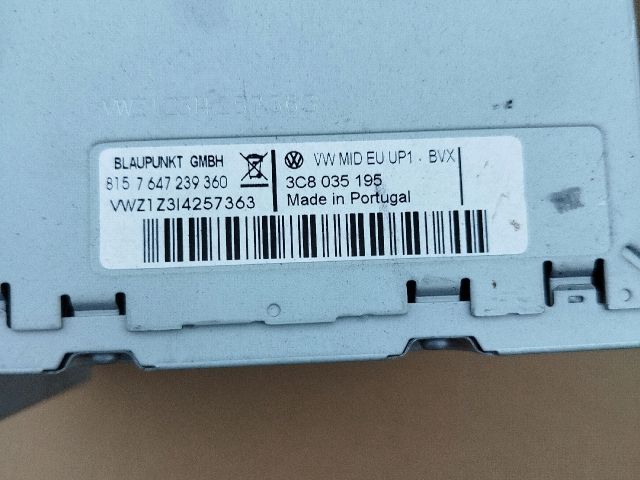 VWZ1Z3I4257363
BLAUPUNKT GMBH
815 7 647 239 360
VWZ1Z3I4257363
VW MID EU UP1 . BVX
3C8 035 195
Made in Portugal